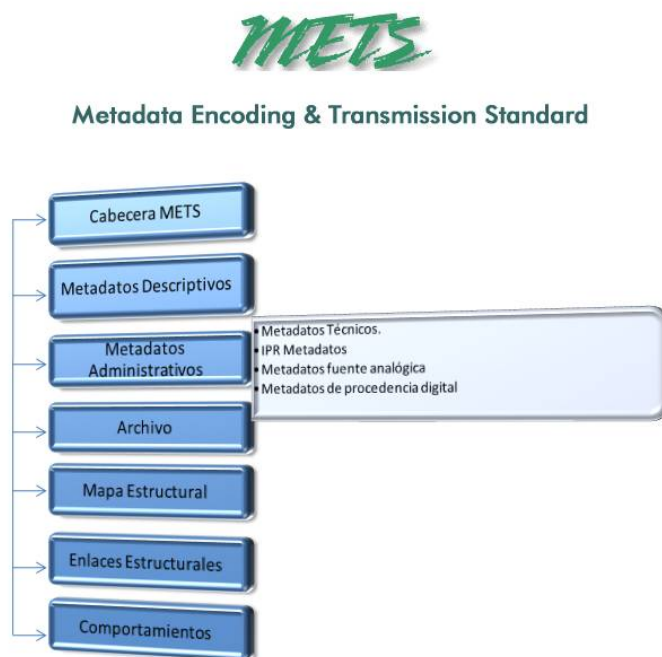 METS
Metadata Encoding & Transmission Standard
Cabecera METS
Metadatos Descriptivos
Metadatos
Administrativos
• Metadatos Técnicos.
• IPR Metadatos
• Metadatos fuente analógica
• Metadatos de procedencia digital
Archivo
Mapa Estructural
Enlaces Estructurales
Comportamientos